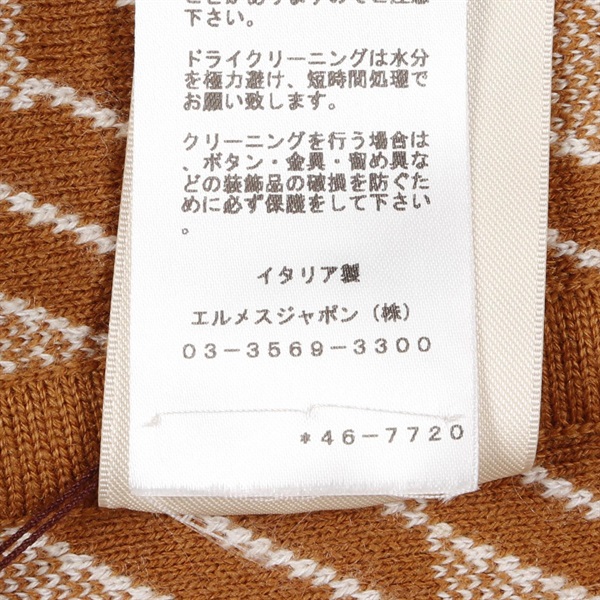 下さい。
ドライクリーニングは水分
を極力避け、短時間処理で
お願い致します。
クリーニングを行う場合は
、ボタン・金具・留め具な
どの装飾品の破損を防ぐた
めに必ず保護をして下さい
。
イタリア製
エルメスジャポン（株）
03-3569-3300
*46-7720